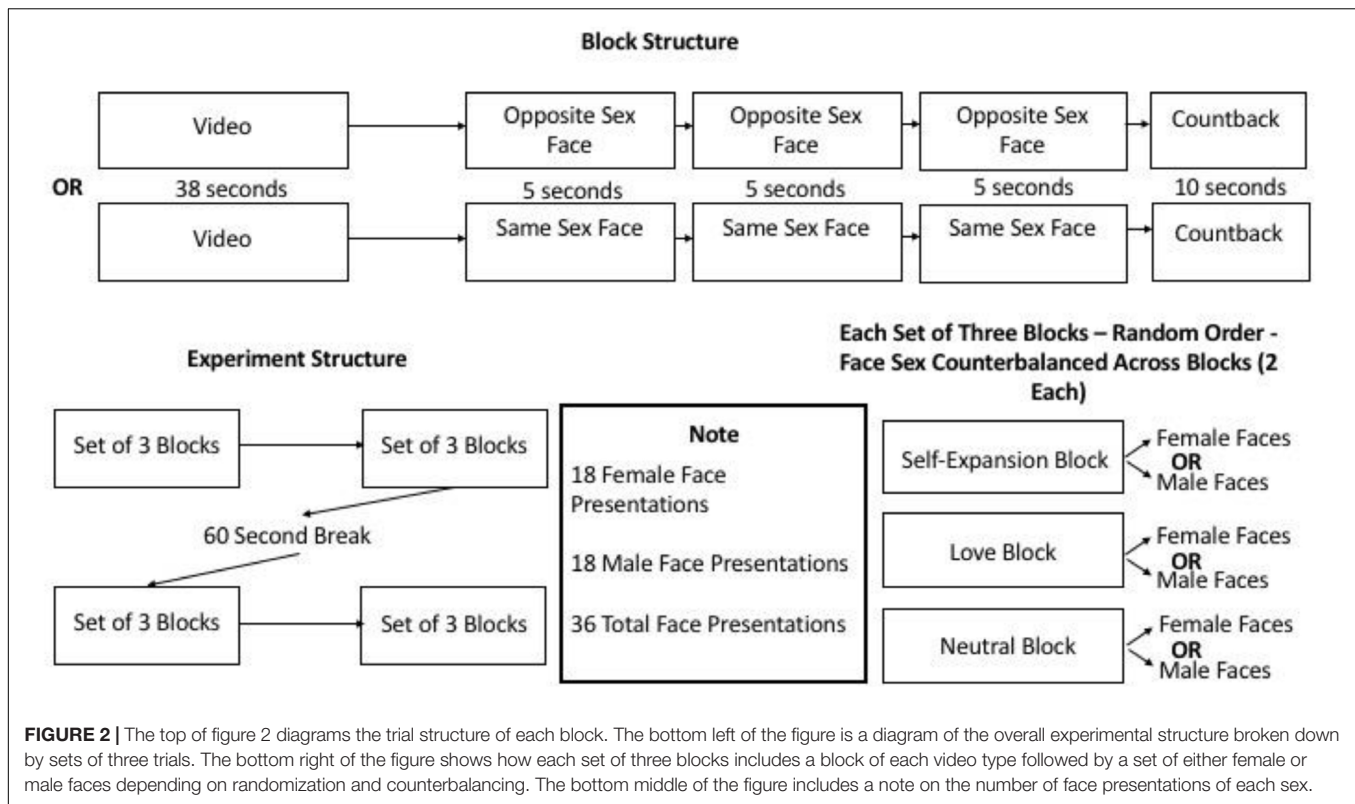 Block Structure
Video
Opposite Sex
Face
Opposite Sex
Face
Opposite Sex
Face
Countback
OR
38 seconds
5 seconds
5 seconds
5 seconds
10 seconds
Video
Same Sex Face
Same Sex Face
Same Sex Face
Countback
Experiment Structure
Set of 3 Blocks
Set of 3 Blocks
60 Second Break
Set of 3 Blocks
Set of 3 Blocks
Note
18 Female Face
Presentations
18 Male Face Presentations
36 Total Face Presentations
Each Set of Three Blocks – Random Order -
Face Sex Counterbalanced Across Blocks (2
Each)
Self-Expansion Block
Female Faces
OR
Male Faces
Love Block
Female Faces
OR
Male Faces
Neutral Block
Female Faces
OR
Male Faces
FIGURE 2 | The top of figure 2 diagrams the trial structure of each block. The bottom left of the figure is a diagram of the overall experimental structure broken down
by sets of three trials. The bottom right of the figure shows how each set of three blocks includes a block of each video type followed by a set of either female or
male faces depending on randomization and counterbalancing. The bottom middle of the figure includes a note on the number of face presentations of each sex.